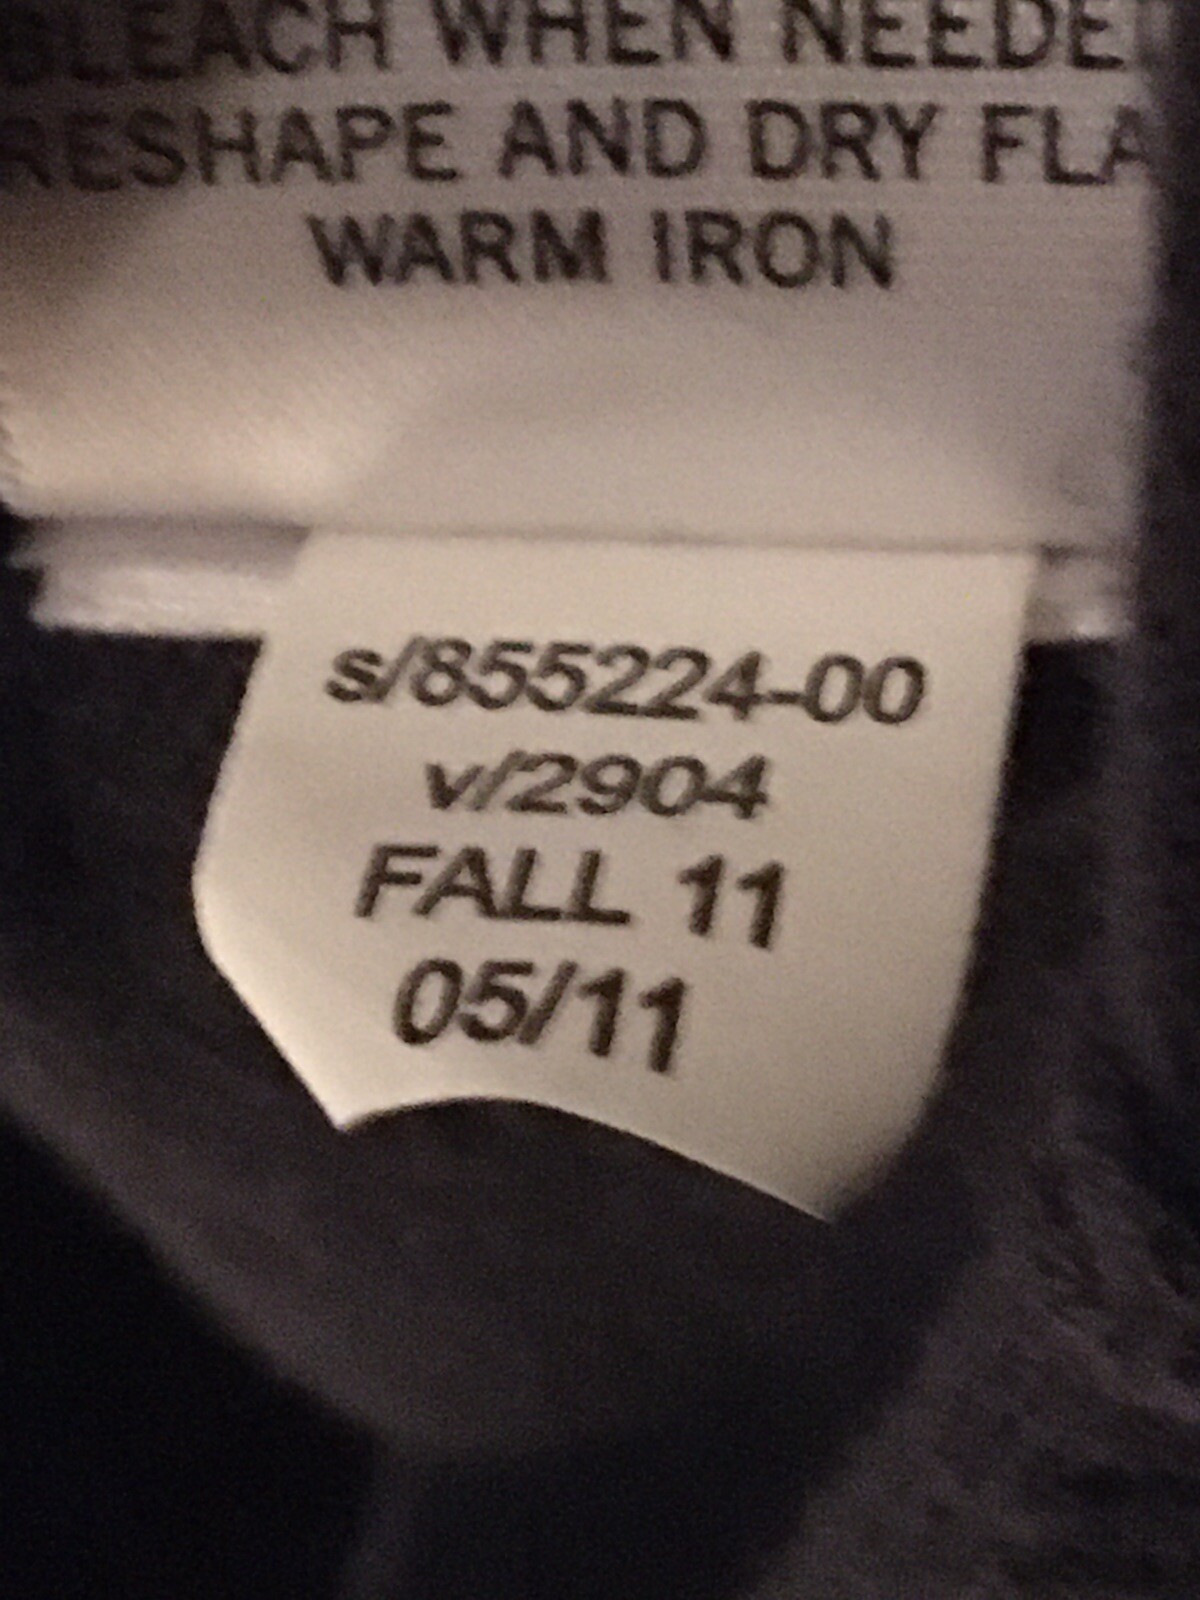 BLEACH WHEN NEEDE
RESHAPE AND DRY FLA
WARM IRON
s/855224-00
v/2904
FALL 11
05/11